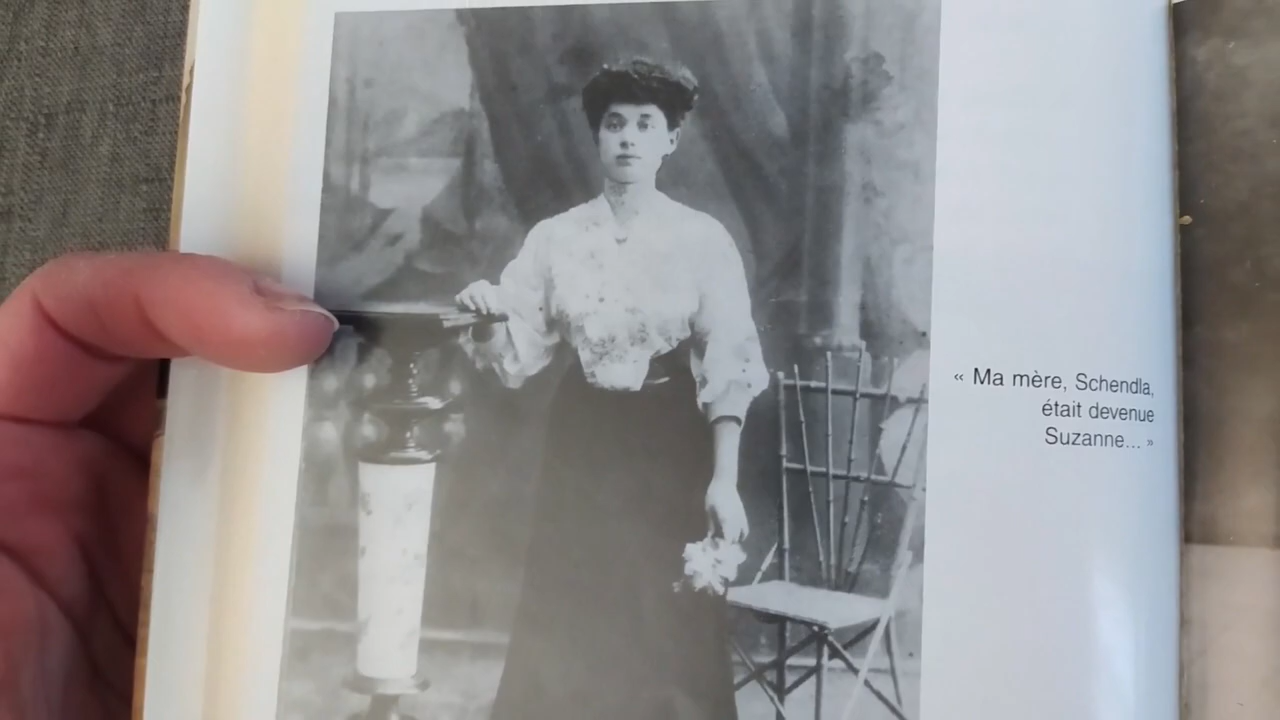 « Ma mère, Schendla,
était devenue
Suzanne... »